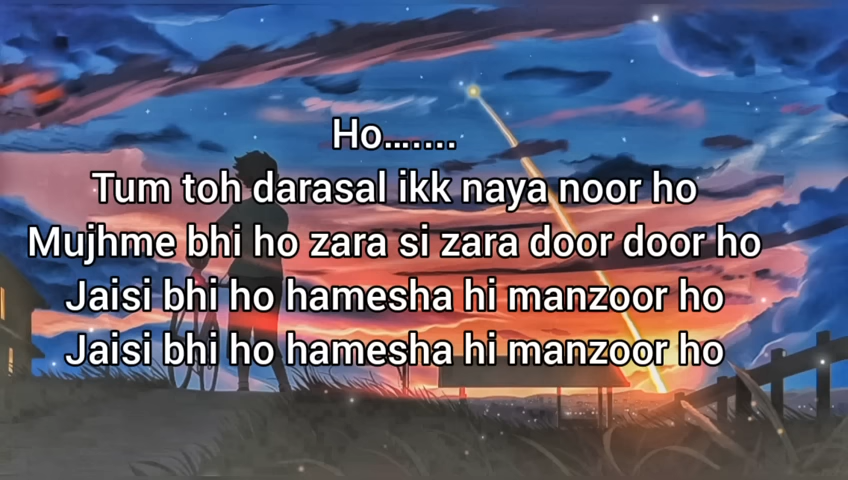 Ho.......
Tum toh darasal ikk naya noor ho
Mujhme bhi ho zara si zara door door ho
Jaisi bhi ho hamesha hi manzoor ho
Jaisi bhi ho hamesha hi manzoor ho